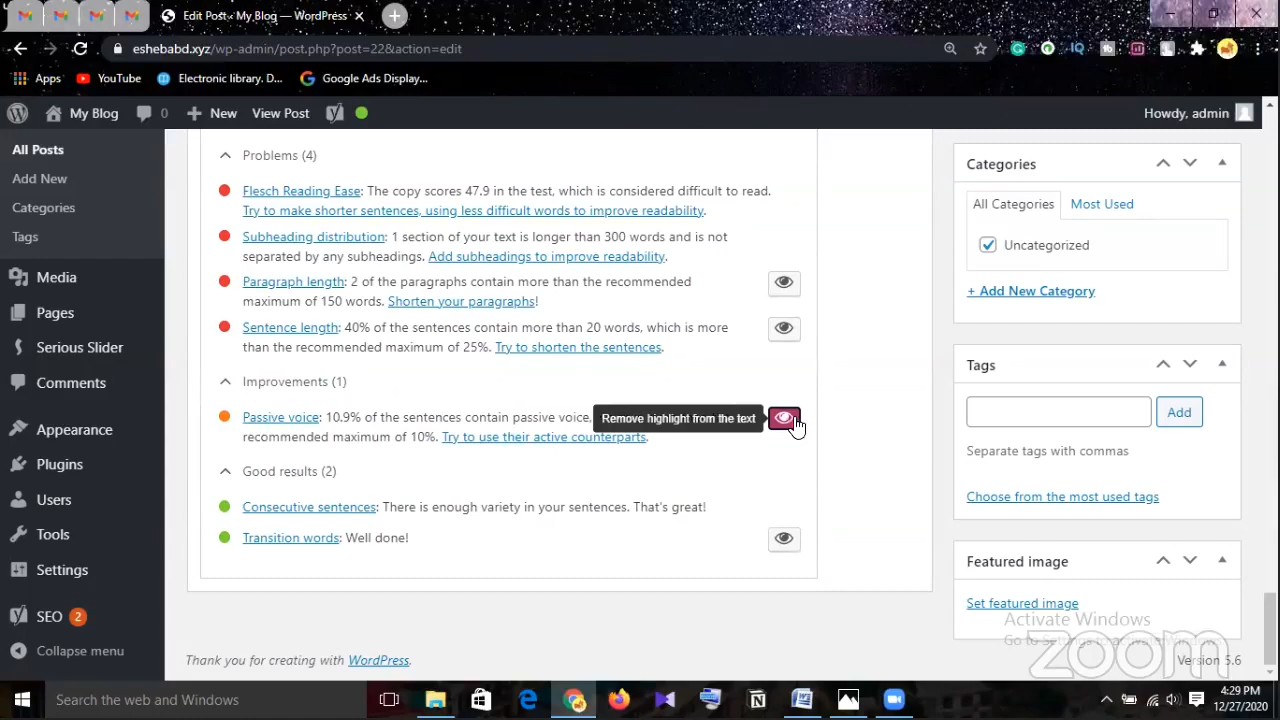 Edit Post ‹ My Blog — WordPress
eshebabd.xyz/wp-admin/post.php?post=22&action=edit
Apps YouTube Electronic library. D... Google Ads Display...
My Blog 0 New View Post Howdy, admin
All Posts
Add New
Categories
Tags
Media
Pages
Serious Slider
Comments
Appearance
Plugins
Users
Tools
Settings
SEO 2
Collapse menu
Problems (4)
Flesch Reading Ease: The copy scores 47.9 in the test, which is considered difficult to read.
Try to make shorter sentences, using less difficult words to improve readability.
Subheading distribution: 1 section of your text is longer than 300 words and is not
separated by any subheadings. Add subheadings to improve readability.
Paragraph length: 2 of the paragraphs contain more than the recommended
maximum of 150 words. Shorten your paragraphs!
Sentence length: 40% of the sentences contain more than 20 words, which is more
than the recommended maximum of 25%. Try to shorten the sentences.
Improvements (1)
Passive voice: 10.9% of the sentences contain passive voice,
Remove highlight from the text
recommended maximum of 10%. Try to use their active counterparts.
Good results (2)
Consecutive sentences: There is enough variety in your sentences. That's great!
Transition words: Well done!
Thank you for creating with WordPress.
Categories
All Categories Most Used
Uncategorized
+ Add New Category
Tags
Add
Separate tags with commas
Choose from the most used tags
Featured image
Set featured image
Activate Windows
Go to Settings
zoom
Version 5.6
Search the web and Windows
4:29 PM
12/27/2020